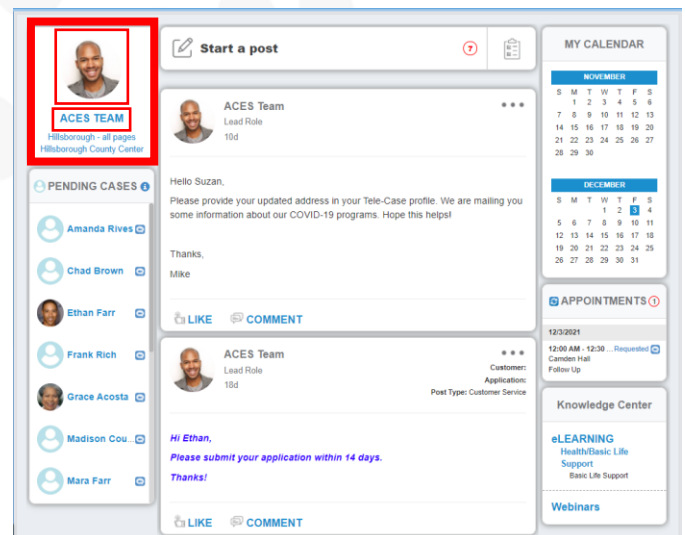 ACES TEAM
Hillsborough - all pages
Hillsborough County Center
PENDING CASES
Amanda Rives
Chad Brown
Ethan Farr
Frank Rich
Grace Acosta
Madison Cou...
Mara Farr
Start a post
7
ACES Team
Lead Role
10d
Hello Suzan,
Please provide your updated address in your Tele-Case profile. We are mailing you
some information about our COVID-19 programs. Hope this helps!
Thanks,
Mike
LIKE COMMENT
ACES Team
Lead Role
18d
Customer:
Application:
Post Type: Customer Service
Hi Ethan,
Please submit your application within 14 days.
Thanks!
LIKE COMMENT
MY CALENDAR
NOVEMBER
S M T W T F S
1 2 3 4 5 6
7 8 9 10 11 12 13
14 15 16 17 18 19 20
21 22 23 24 25 26 27
28 29 30
DECEMBER
S M T W T F S
1 2 3 4
5 6 7 8 9 10 11
12 13 14 15 16 17 18
19 20 21 22 23 24 25
26 27 28 29 30 31
APPOINTMENTS 1
12/3/2021
12:00 AM - 12:30 ... Requested
Camden Hall
Follow Up
Knowledge Center
eLEARNING
Health/Basic Life
Support
Basic Life Support
Webinars